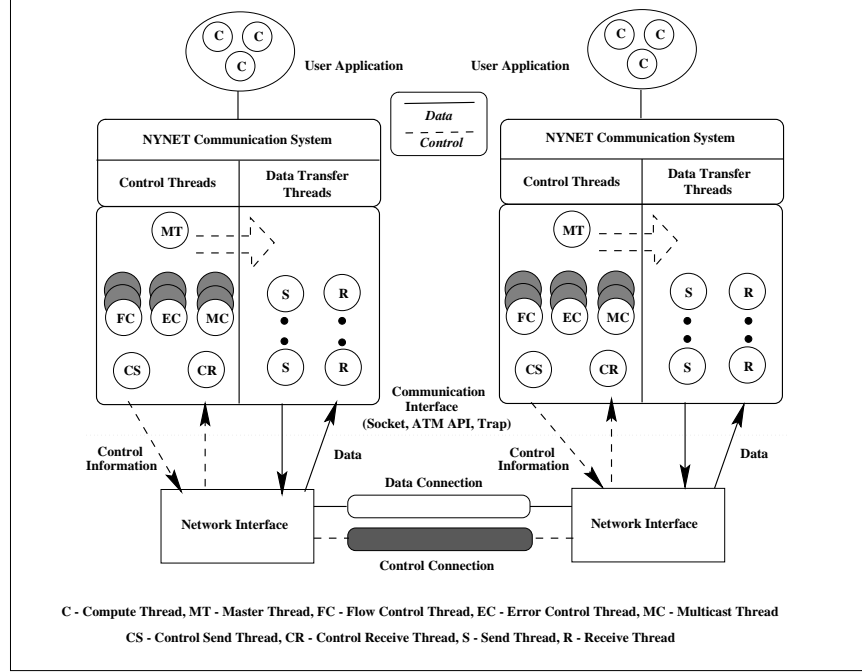 C
C
C
User Application
NYNET Communication System
Control Threads
Data Transfer
Threads
MT
FC
EC
MC
S
R
S
R
CS
CR
Data
Control
User Application
C
C
C
NYNET Communication System
Control Threads
Data Transfer
Threads
MT
FC
EC
MC
S
R
S
R
CS
CR
Communication
Interface
(Socket, ATM API, Trap)
Control
Information
Data
Control
Information
Data
Network Interface
Data Connection
Control Connection
Network Interface
C - Compute Thread, MT - Master Thread, FC - Flow Control Thread, EC - Error Control Thread, MC - Multicast Thread
CS - Control Send Thread, CR - Control Receive Thread, S - Send Thread, R - Receive Thread